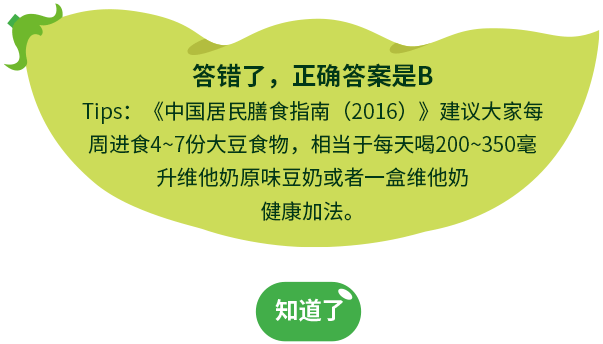 答错了，正确答案是B
Tips：《中国居民膳食指南（2016）》建议大家每
周进食4~7份大豆食物，相当于每天喝200~350毫
升维他奶原味豆奶或者一盒维他奶
健康加法。
知道了